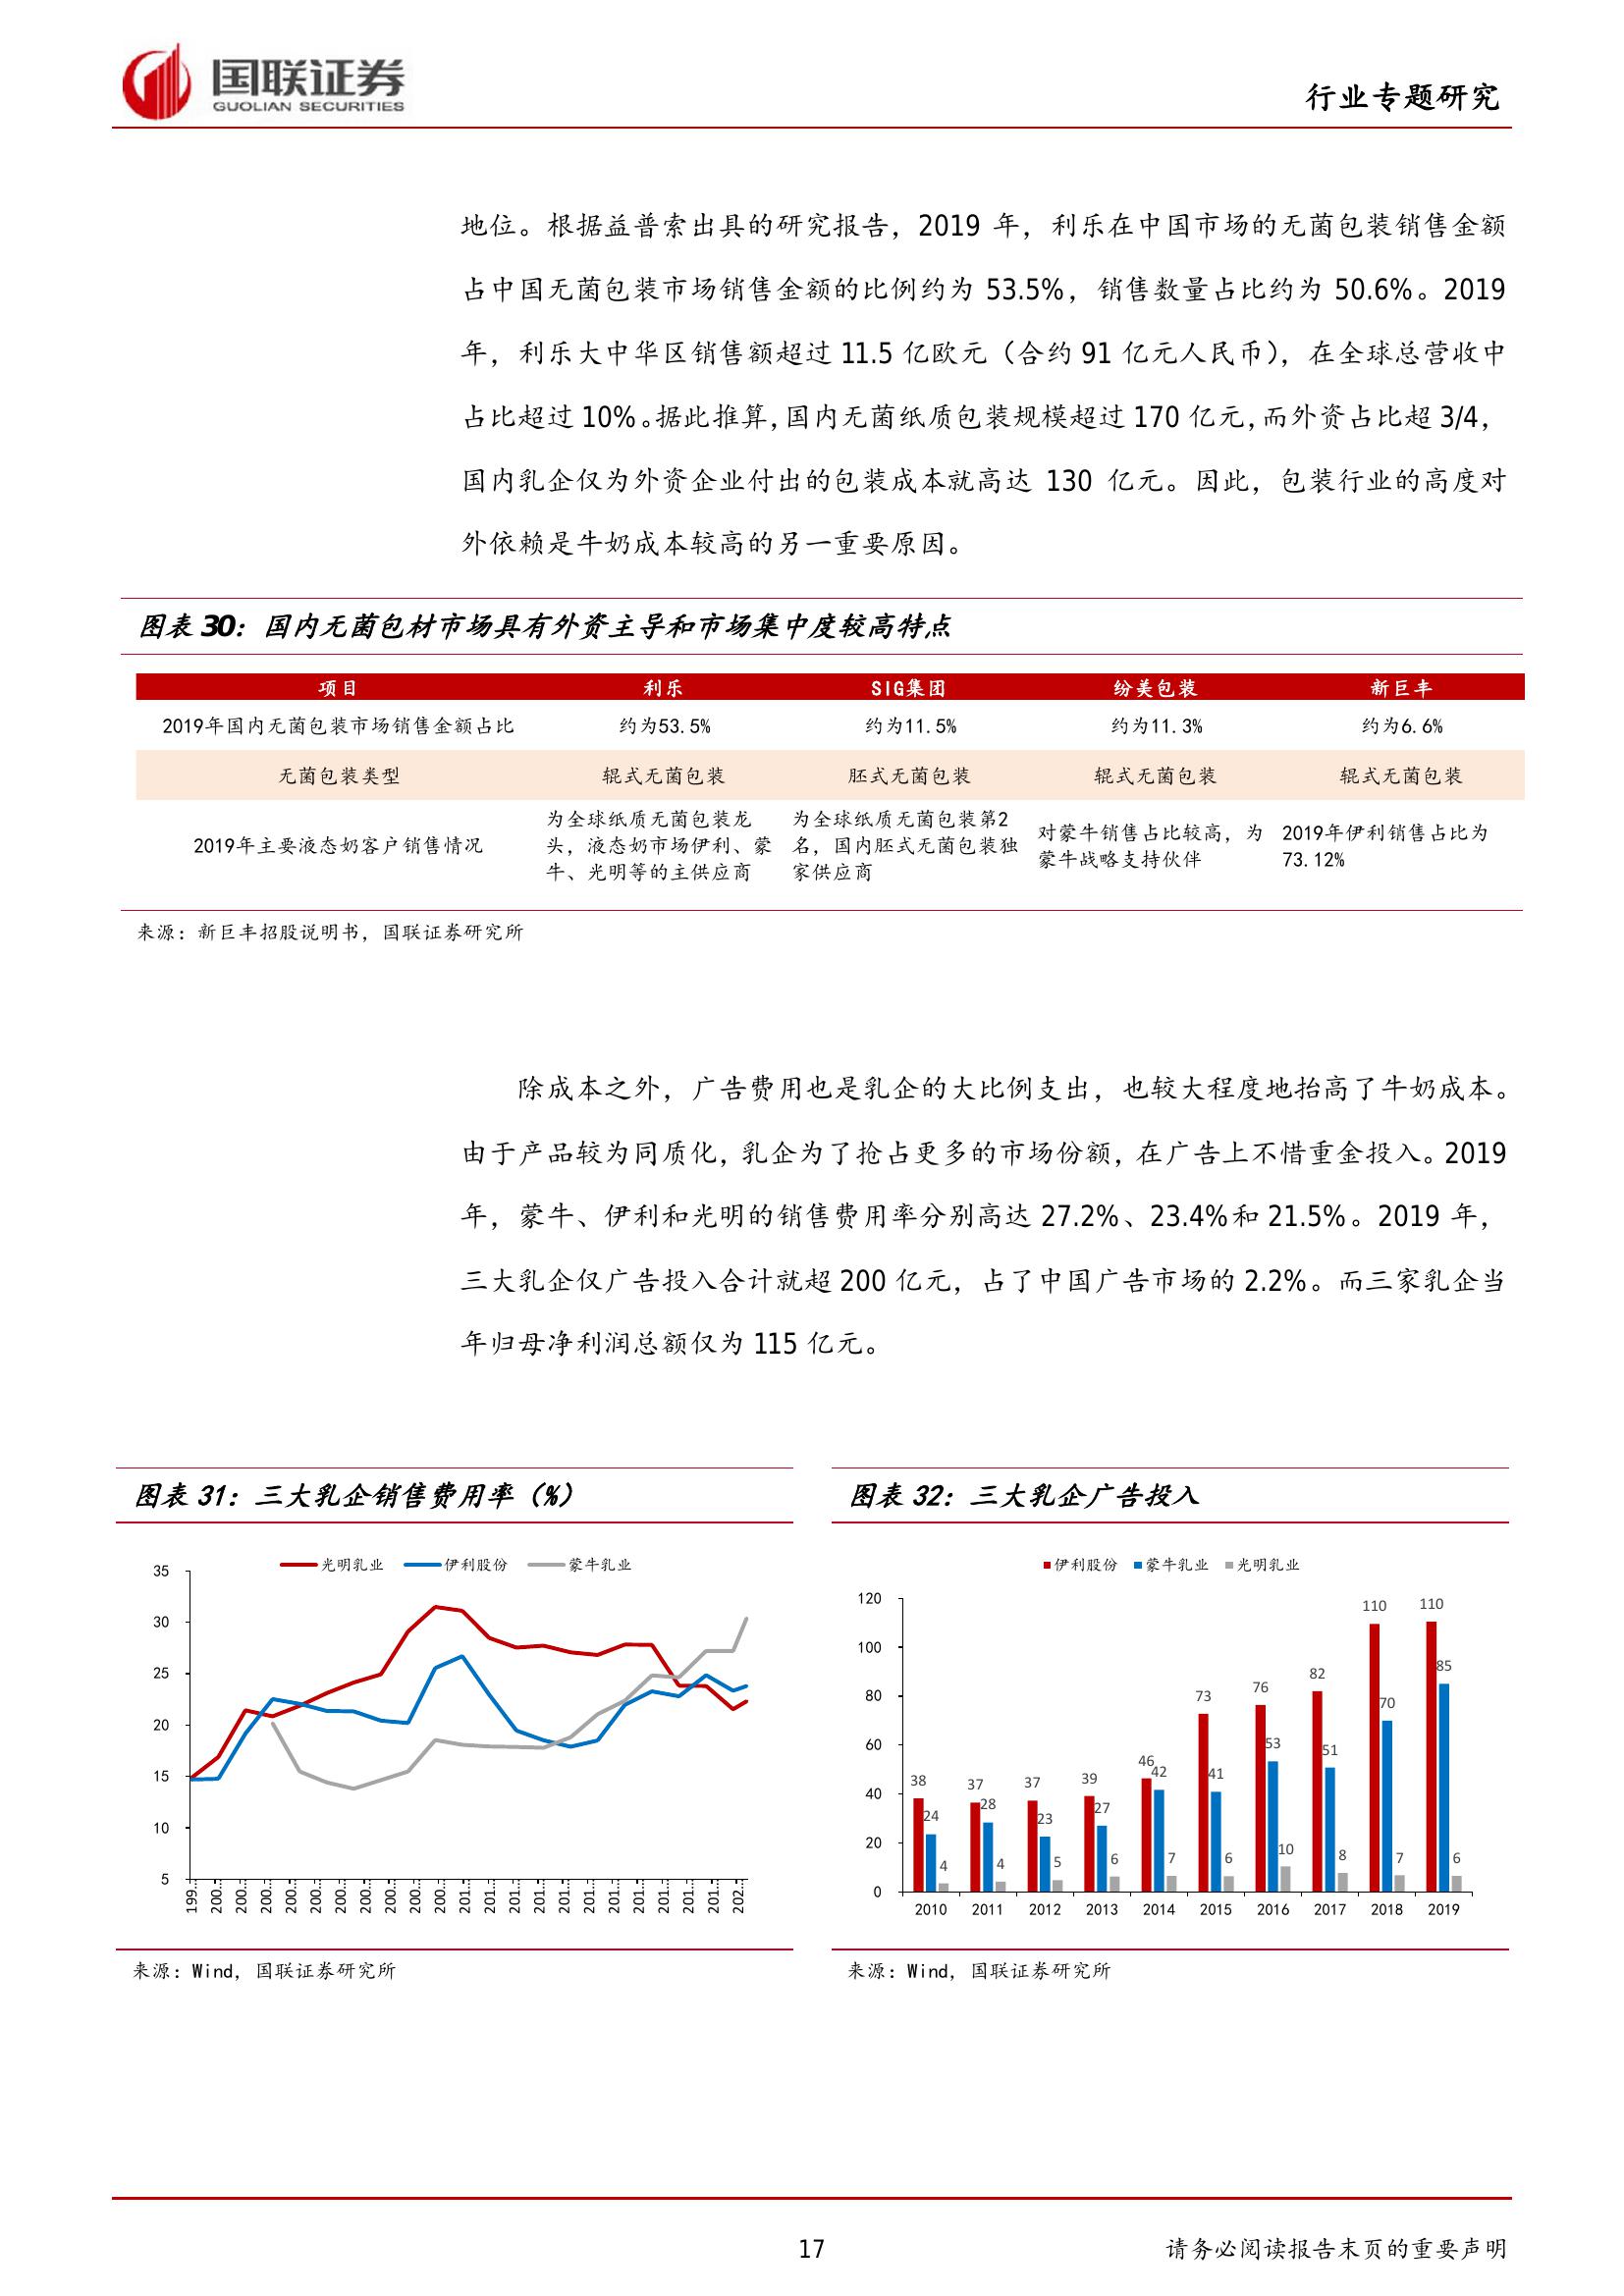 国联证券
GUOLIAN SECURITIES
行业专题研究
地位。根据益普索出具的研究报告，2019 年，利乐在中国市场的无菌包装销售金额
占中国无菌包装市场销售金额的比例约为 53.5%，销售数量占比约为 50.6%。2019
年，利乐大中华区销售额超过 11.5 亿欧元（合约 91 亿元人民币），在全球总营收中
占比超过 10%。据此推算，国内无菌纸质包装规模超过 170 亿元，而外资占比超 3/4，
国内乳企仅为外资企业付出的包装成本就高达 130 亿元。因此，包装行业的高度对
外依赖是牛奶成本较高的另一重要原因。
图表 30：国内无菌包材市场具有外资主导和市场集中度较高特点
项目 利乐 SIG集团 纷美包装 新巨丰
2019年国内无菌包装市场销售金额占比 约为53.5% 约为11.5% 约为11.3% 约为6.6%
无菌包装类型 辊式无菌包装 胚式无菌包装 辊式无菌包装 辊式无菌包装
2019年主要液态奶客户销售情况
为全球纸质无菌包装龙
头，液态奶市场伊利、蒙
牛、光明等的主供应商
为全球纸质无菌包装第2
名，国内胚式无菌包装独
家供应商
对蒙牛销售占比较高，为
蒙牛战略支持伙伴
2019年伊利销售占比为
73.12%
来源：新巨丰招股说明书，国联证券研究所
除成本之外，广告费用也是乳企的大比例支出，也较大程度地抬高了牛奶成本。
由于产品较为同质化，乳企为了抢占更多的市场份额，在广告上不惜重金投入。2019
年，蒙牛、伊利和光明的销售费用率分别高达 27.2%、23.4%和 21.5%。2019 年，
三大乳企仅广告投入合计就超 200 亿元，占了中国广告市场的 2.2%。而三家乳企当
年归母净利润总额仅为 115 亿元。
图表 31：三大乳企销售费用率（%）
光明乳业 伊利股份 蒙牛乳业
35
30
25
20
15
10
5
199… 200… 200… 200… 200… 200… 200… 200… 200… 200… 200… 201… 201… 201… 201… 201… 201… 201… 201… 201… 201… 201… 202…
来源：Wind，国联证券研究所
图表 32：三大乳企广告投入
伊利股份 蒙牛乳业 光明乳业
120
100
80
60
40
20
0
38 37 37 39 46 73 76 82 110 110
24 28 23 27 42 41 53 51 70 85
4 4 5 6 7 6 10 8 7 6
2010 2011 2012 2013 2014 2015 2016 2017 2018 2019
来源：Wind，国联证券研究所
17
请务必阅读报告末页的重要声明